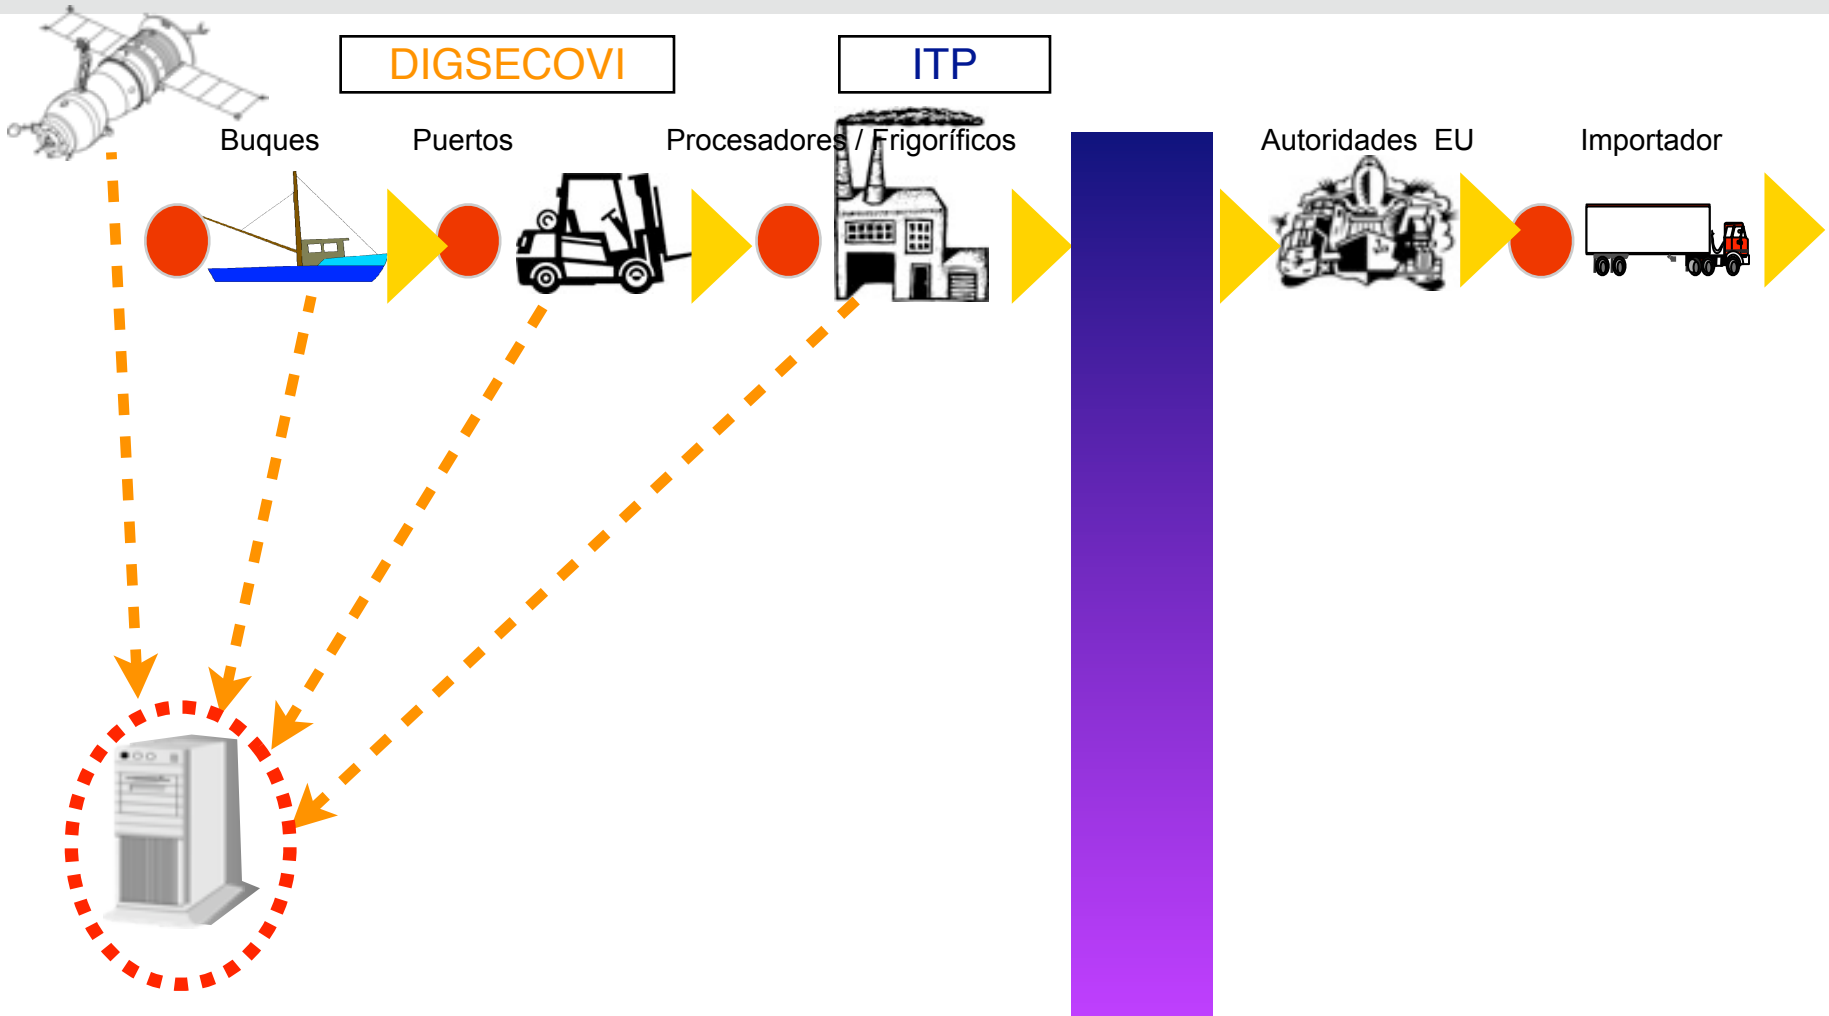 DIGSECOVI
ITP
Buques
Puertos
Procesadores / Frigoríficos
Autoridades EU
Importador